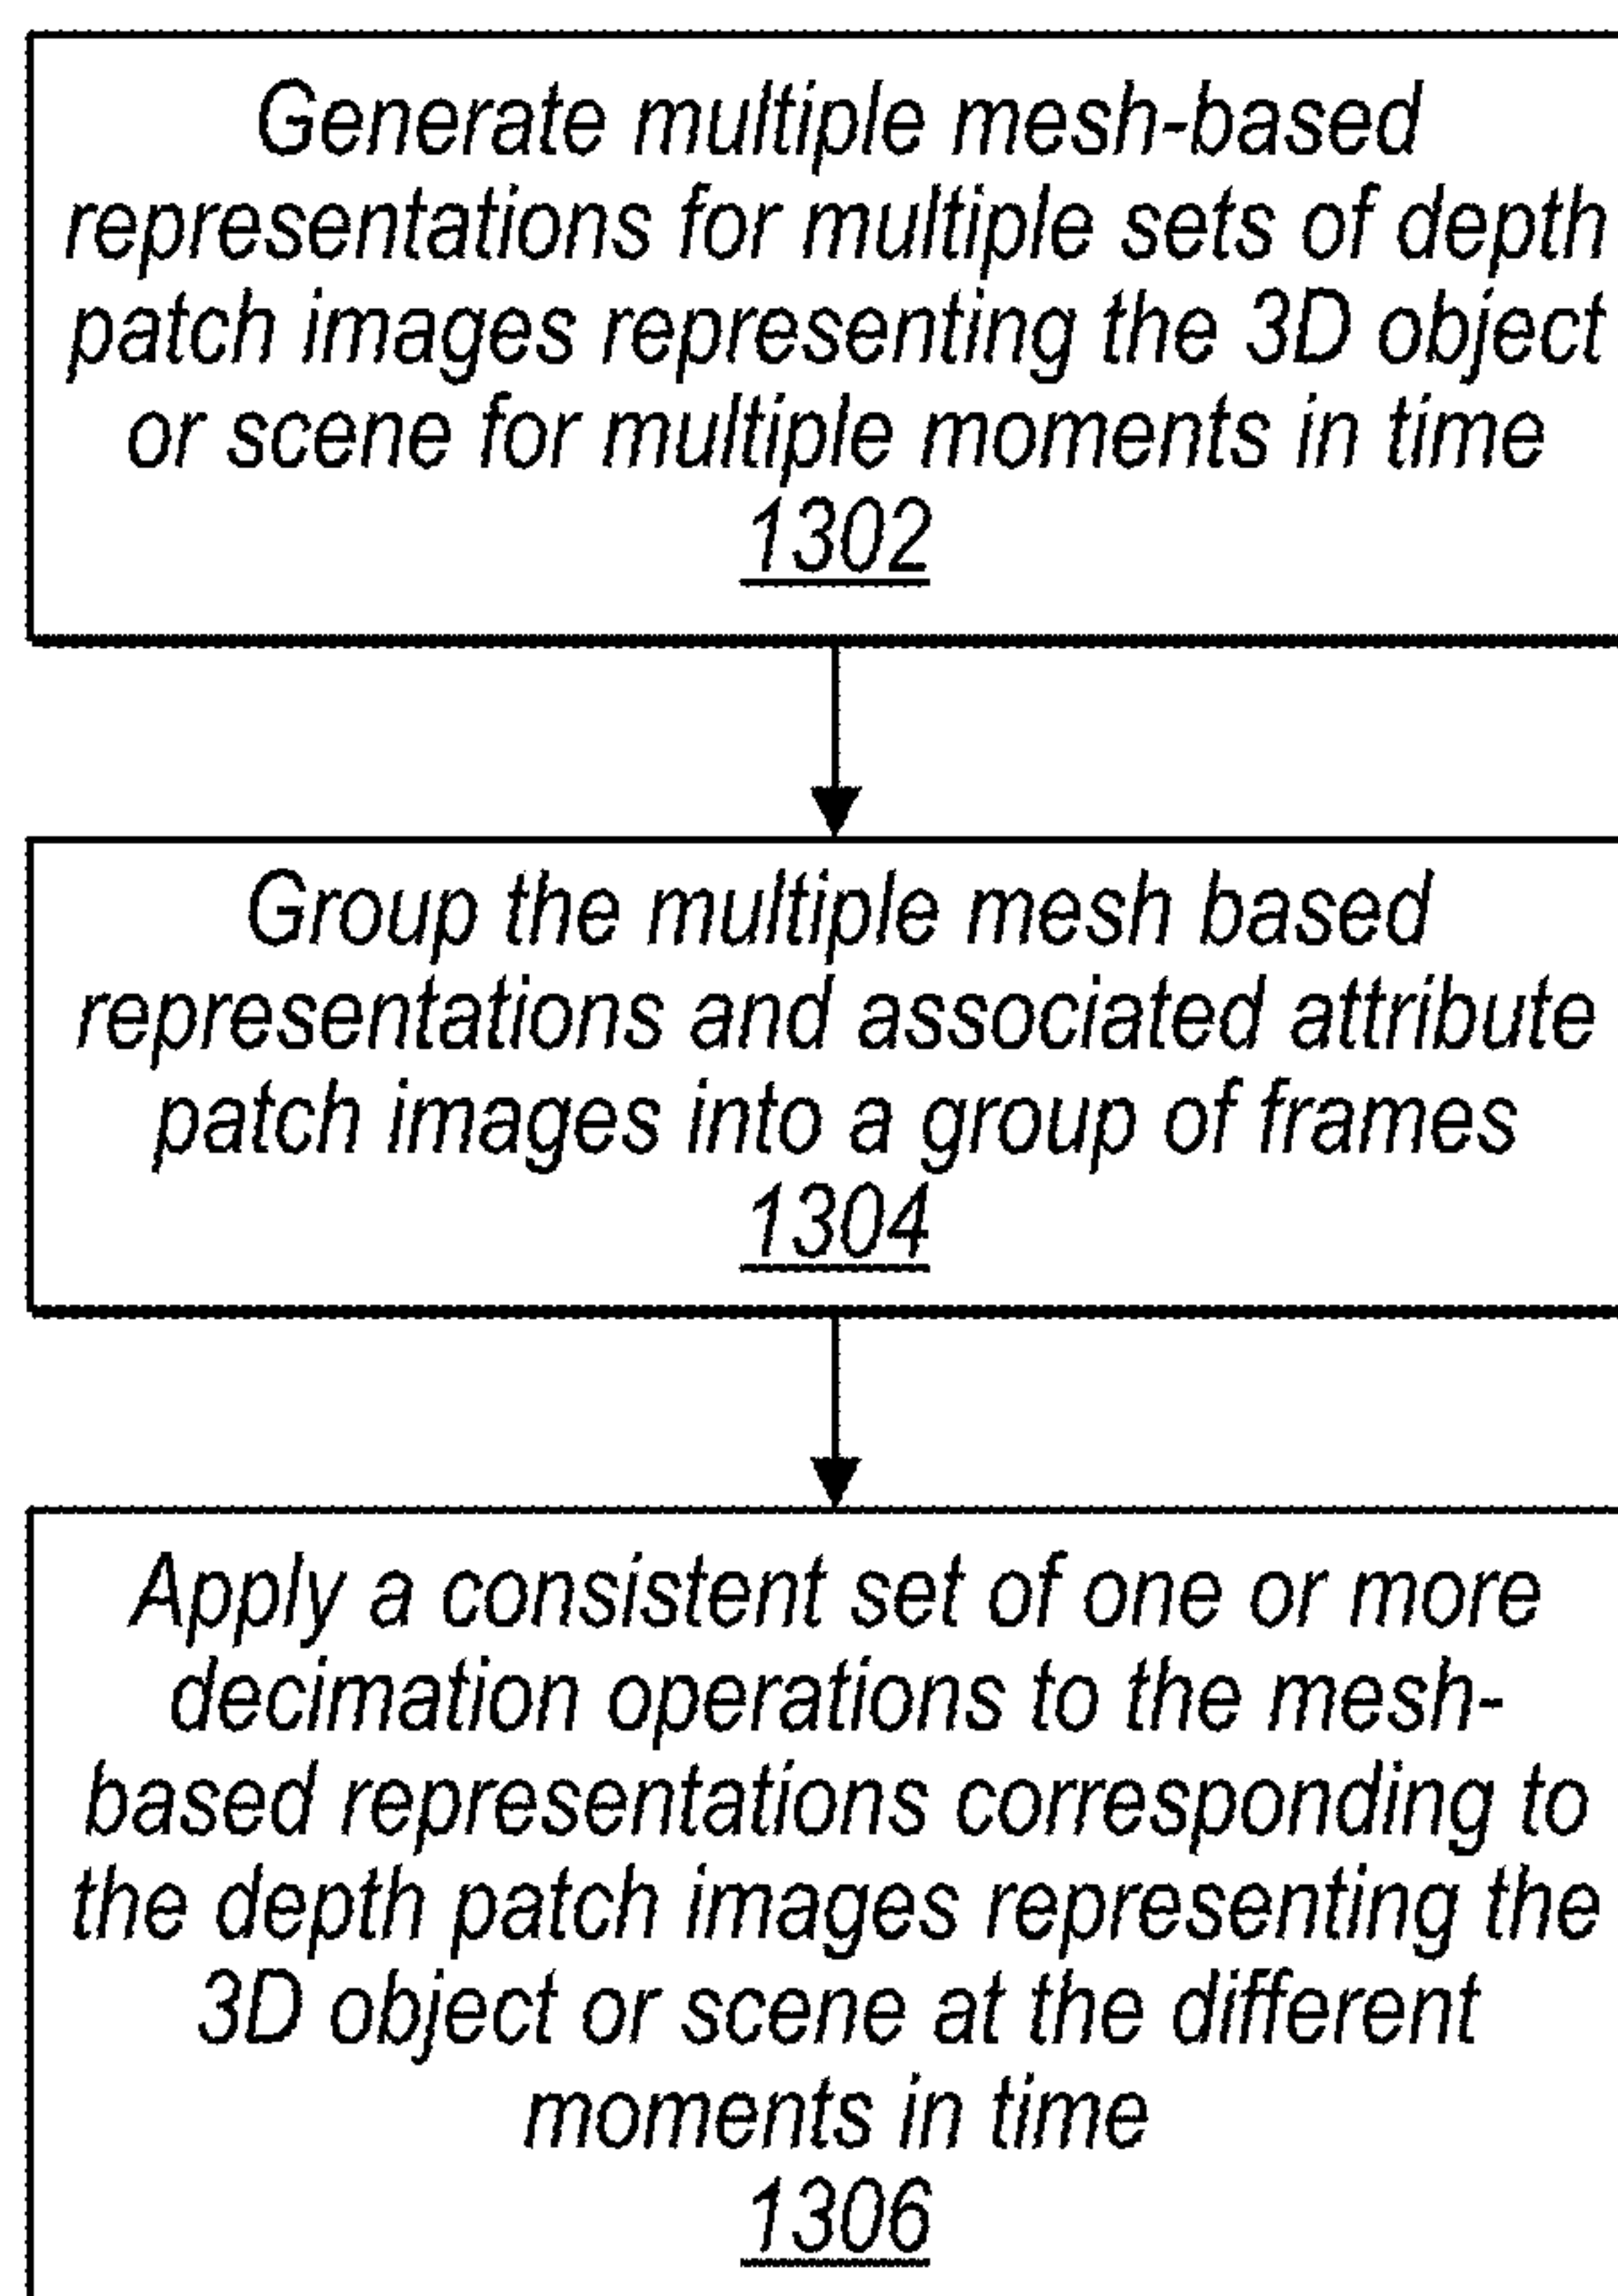 Generate multiple mesh-based
representations for multiple sets of depth
patch images representing the 3D object
or scene for multiple moments in time
1302
Group the multiple mesh based
representations and associated attribute
patch images into a group of frames
1304
Apply a consistent set of one or more
decimation operations to the mesh-
based representations corresponding to
the depth patch images representing the
3D object or scene at the different
moments in time
1306